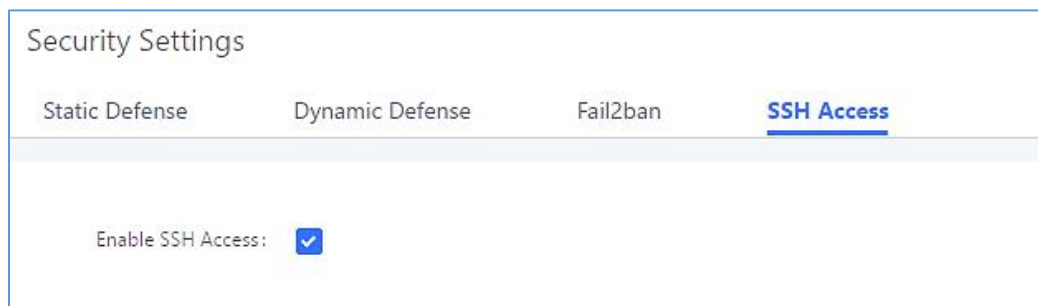 Security Settings
Static Defense Dynamic Defense Fail2ban SSH Access
Enable SSH Access: